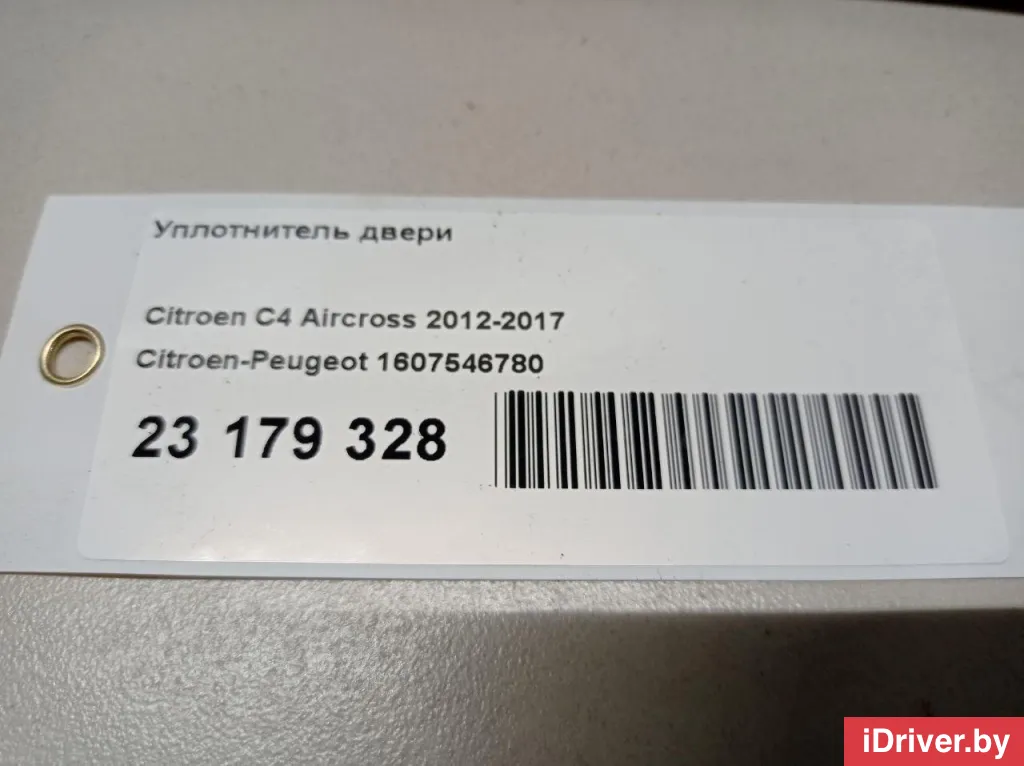 Уплотнитель двери
Citroen C4 Aircross 2012-2017
Citroen-Peugeot 1607546780
23 179 328
iDriver.by